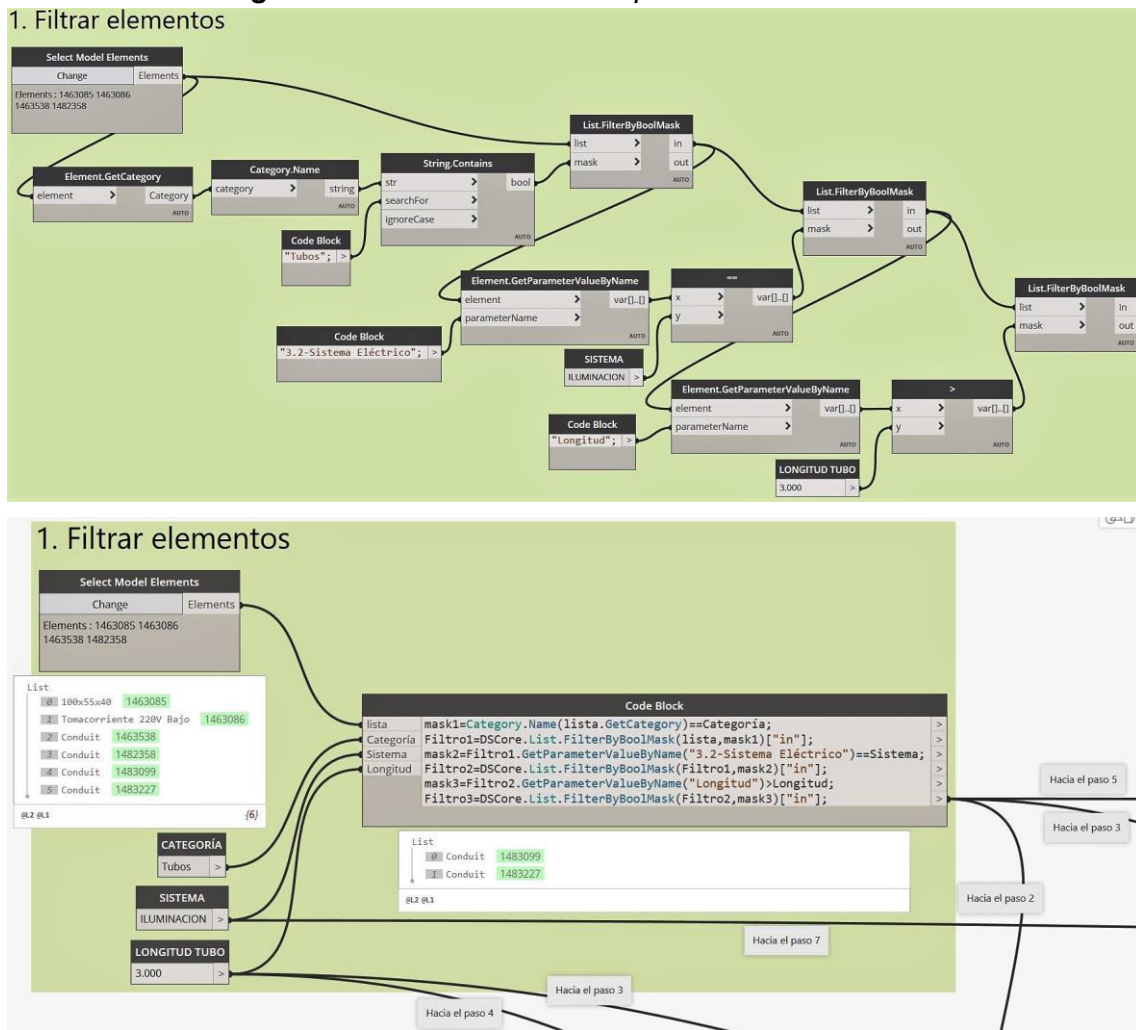 1. Filtrar elementos
Select Model Elements
Change
Elements
Elements : 1463085 1463086
1463538 1482358
Element.GetCategory
element > Category
AUTO
Category.Name
category > string
AUTO
String.Contains
str > bool
searchFor >
ignoreCase >
AUTO
Code Block
"Tubos"; >
List.FilterByBoolMask
list > in
mask > out
AUTO
Element.GetParameterValueByName
element > var[]..[]
parameterName >
AUTO
Code Block
"3.2-Sistema Eléctrico"; >
==
x > var[]..[]
y >
AUTO
SISTEMA
ILUMINACION >
List.FilterByBoolMask
list > in
mask > out
AUTO
Element.GetParameterValueByName
element > var[]..[]
parameterName >
AUTO
Code Block
"Longitud"; >
>
x > var[]..[]
y >
AUTO
LONGITUD TUBO
3.000 >
List.FilterByBoolMask
list > in
mask > out
AUTO
1. Filtrar elementos
Select Model Elements
Change
Elements
Elements : 1463085 1463086
1463538 1482358
List
0 100x55x40 1463085
1 Tomacorriente 220V Bajo 1463086
2 Conduit 1463538
3 Conduit 1482358
4 Conduit 1483099
5 Conduit 1483227
@L2 @L1 {6}
CATEGORÍA
Tubos >
SISTEMA
ILUMINACION >
LONGITUD TUBO
3.000 >
Code Block
lista mask1=Category.Name(lista.GetCategory)==Categoría; >
Categoría Filtro1=DSCore.List.FilterByBoolMask(lista,mask1)["in"]; >
Sistema mask2=Filtro1.GetParameterValueByName("3.2-Sistema Eléctrico")==Sistema; >
Longitud Filtro2=DSCore.List.FilterByBoolMask(Filtro1,mask2)["in"]; >
mask3=Filtro2.GetParameterValueByName("Longitud")>Longitud; >
Filtro3=DSCore.List.FilterByBoolMask(Filtro2,mask3)["in"]; >
List
0 Conduit 1483099
1 Conduit 1483227
@L2 @L1
Hacia el paso 5
Hacia el paso 3
Hacia el paso 2
Hacia el paso 7
Hacia el paso 3
Hacia el paso 4